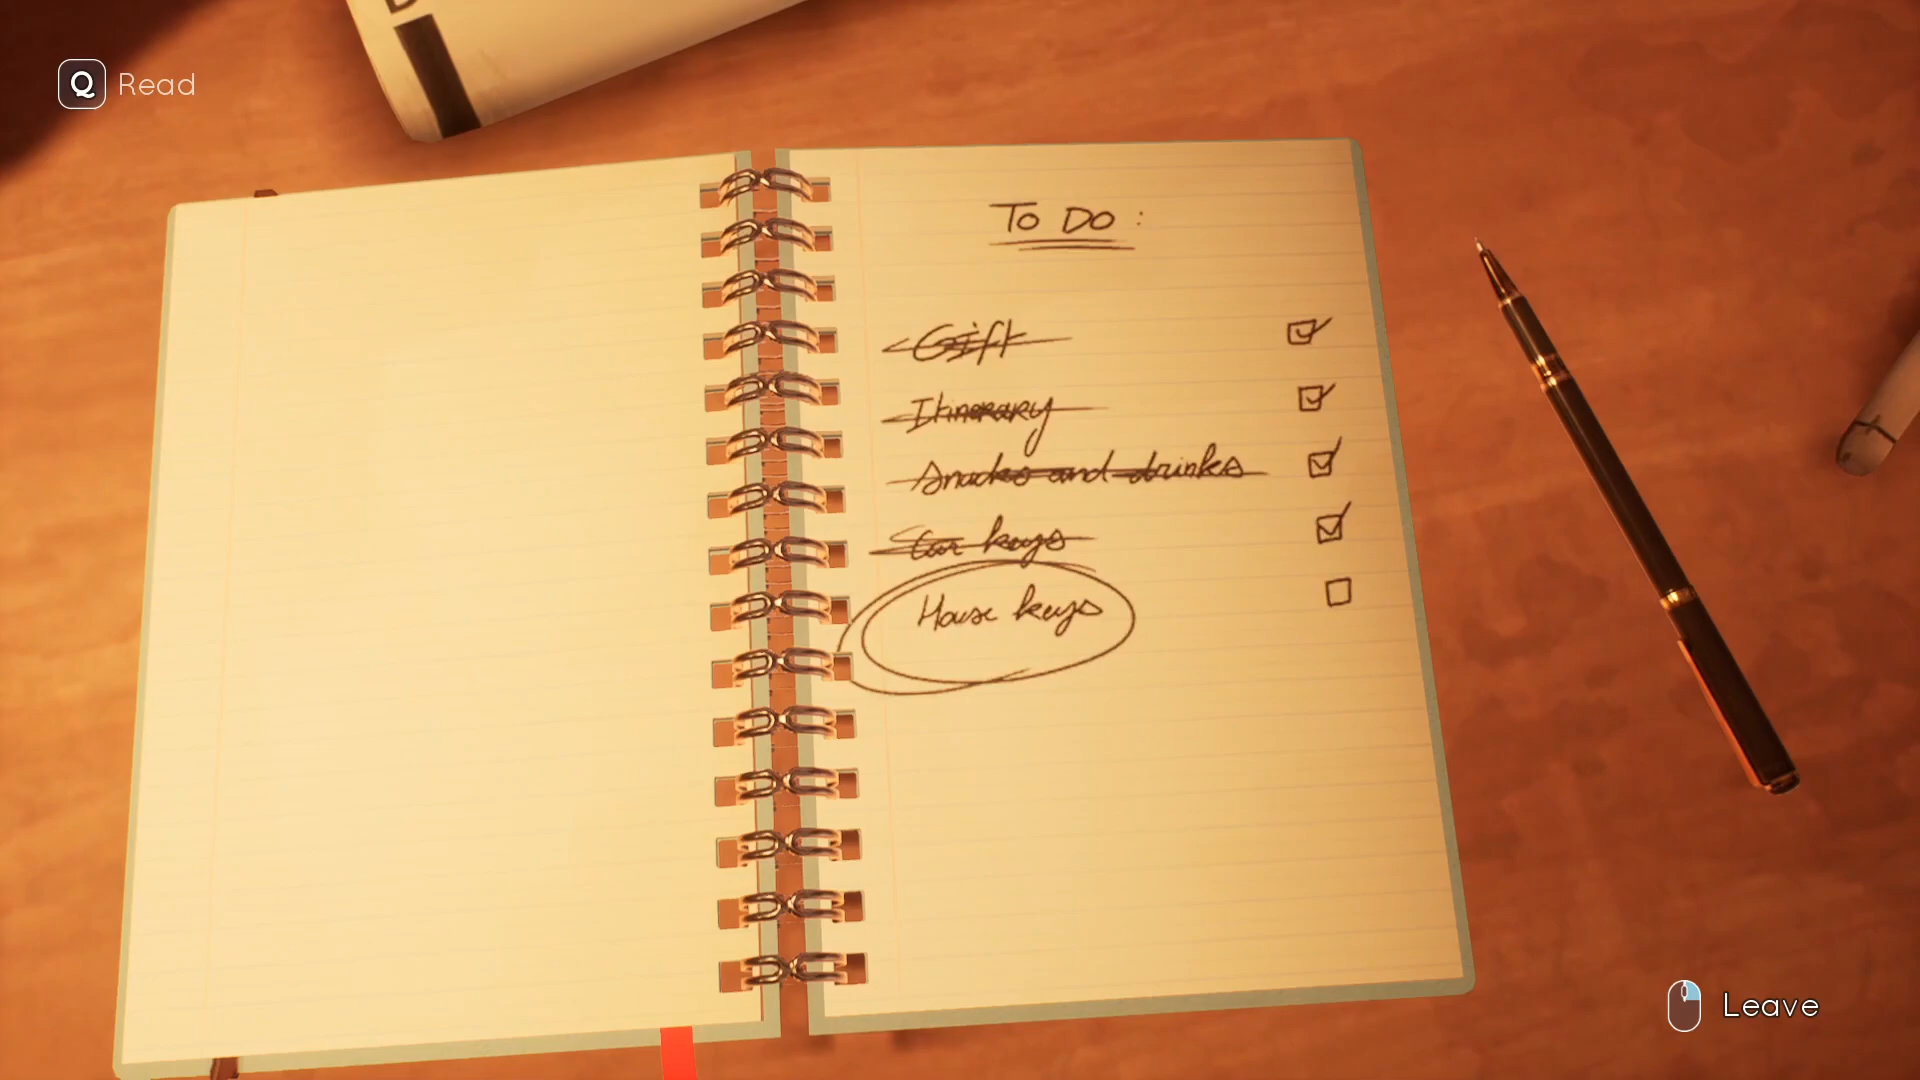 Q Read
To Do :
Gift
Itinerary
Snacks and drinks
Car keys
House keys
Leave